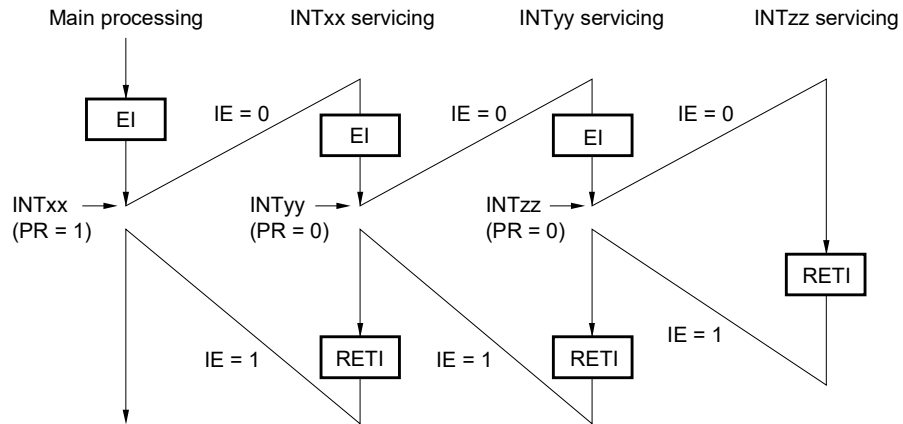 Main processing
INTxx servicing
INTyy servicing
INTzz servicing
EI
IE = 0
EI
IE = 0
EI
IE = 0
INTxx
(PR = 1)
INTyy
(PR = 0)
INTzz
(PR = 0)
RETI
IE = 1
RETI
IE = 1
RETI
IE = 1